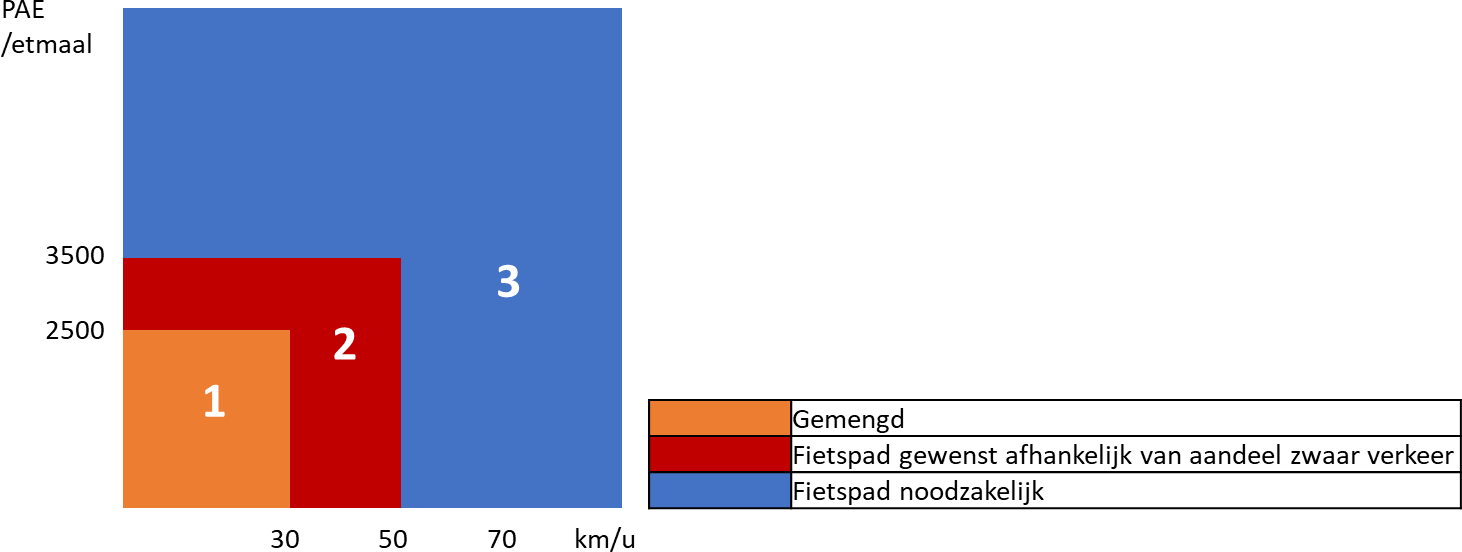 PAE
/etmaal
3500
3
2500
2
1
Gemengd
Fietspad gewenst afhankelijk van aandeel zwaar verkeer
Fietspad noodzakelijk
30 50 70 km/u